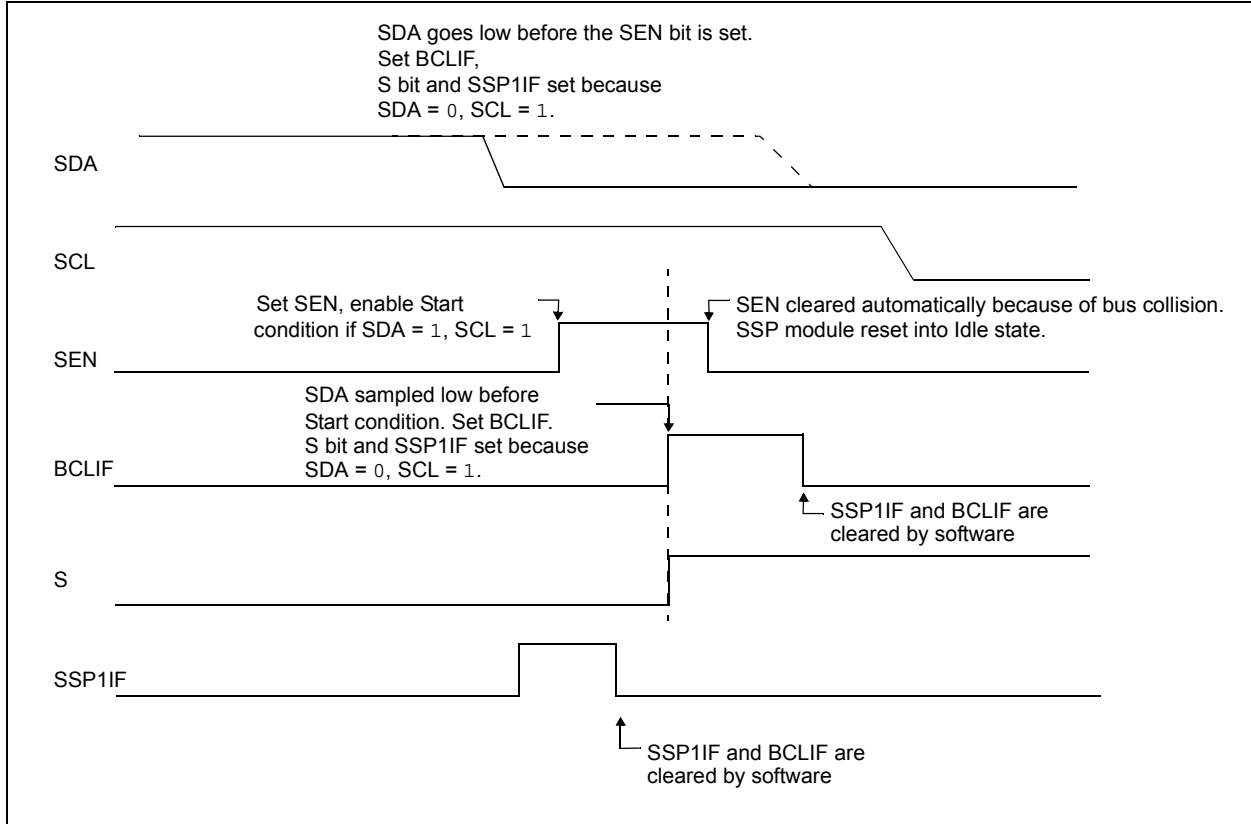 SDA goes low before the SEN bit is set.
Set BCLIF,
S bit and SSP1IF set because
SDA = 0, SCL = 1.
SDA
SCL
Set SEN, enable Start
condition if SDA = 1, SCL = 1
SEN cleared automatically because of bus collision.
SSP module reset into Idle state.
SEN
SDA sampled low before
Start condition. Set BCLIF.
S bit and SSP1IF set because
SDA = 0, SCL = 1.
BCLIF
SSP1IF and BCLIF are
cleared by software
S
SSP1IF
SSP1IF and BCLIF are
cleared by software